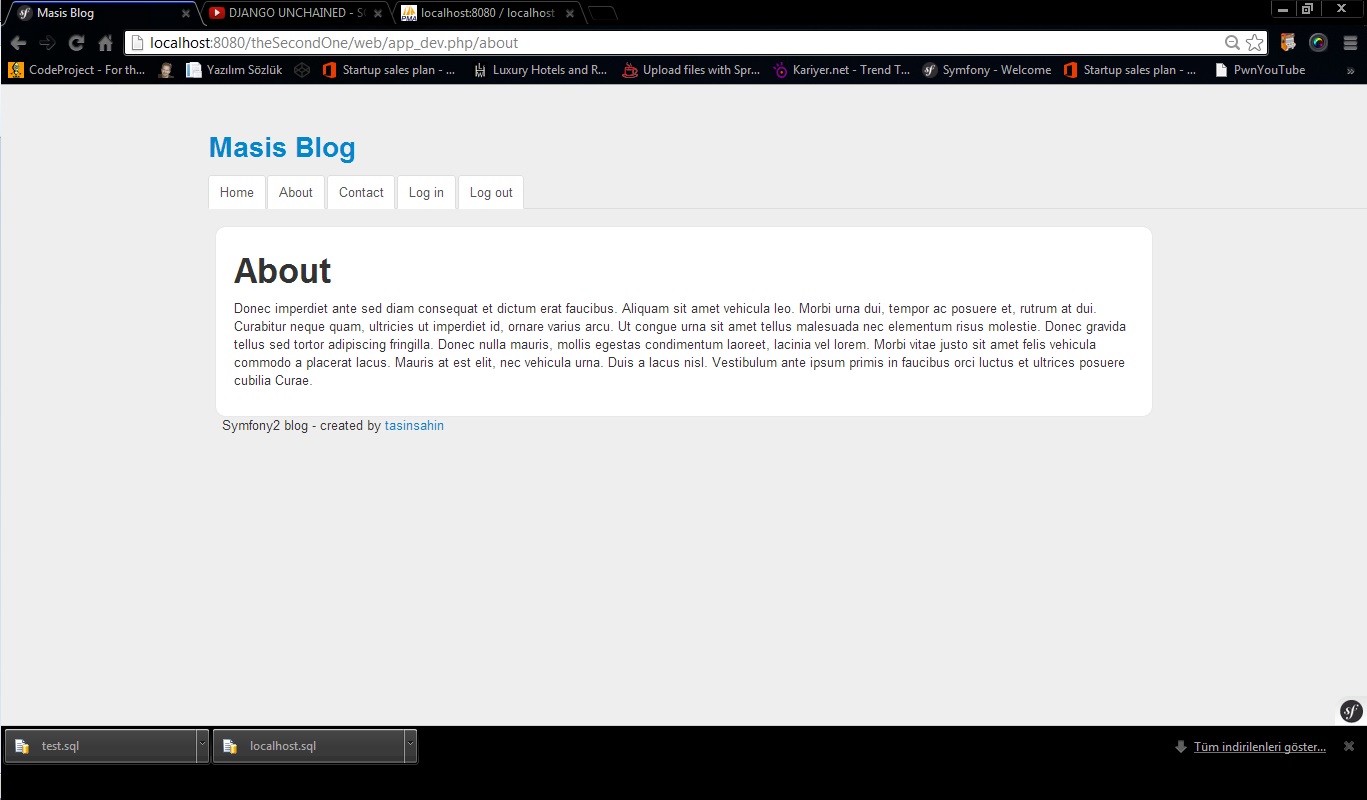 Masis Blog
DJANGO UNCHAINED - S
localhost:8080 / localhost
localhost:8080/theSecondOne/web/app_dev.php/about
CodeProject - For th...
Yazılım Sözlük
Startup sales plan - ...
Luxury Hotels and R...
Upload files with Spr...
Kariyer.net - Trend T...
Symfony - Welcome
Startup sales plan - ...
PwnYouTube
»
Masis Blog
Home
About
Contact
Log in
Log out
About
Donec imperdiet ante sed diam consequat et dictum erat faucibus. Aliquam sit amet vehicula leo. Morbi urna dui, tempor ac posuere et, rutrum at dui.
Curabitur neque quam, ultricies ut imperdiet id, ornare varius arcu. Ut congue urna sit amet tellus malesuada nec elementum risus molestie. Donec gravida
tellus sed tortor adipiscing fringilla. Donec nulla mauris, mollis egestas condimentum laoreet, lacinia vel lorem. Morbi vitae justo sit amet felis vehicula
commodo a placerat lacus. Mauris at est elit, nec vehicula urna. Duis a lacus nisl. Vestibulum ante ipsum primis in faucibus orci luctus et ultrices posuere
cubilia Curae.
Symfony2 blog - created by tasinsahin
sf
test.sql
localhost.sql
Tüm indirilenleri göster...